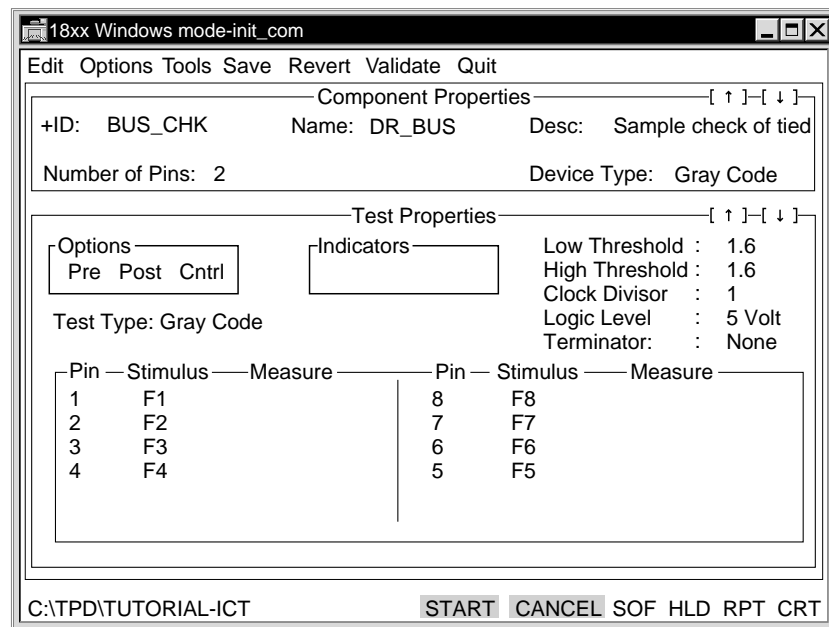 18xx Windows mode-init_com
Edit Options Tools Save Revert Validate Quit
Component Properties [ ↑ ] [ ↓ ]
+ID: BUS_CHK Name: DR_BUS Desc: Sample check of tied
Number of Pins: 2 Device Type: Gray Code
Test Properties [ ↑ ] [ ↓ ]
Options Indicators Low Threshold : 1.6
Pre Post Cntrl High Threshold : 1.6
Clock Divisor : 1
Test Type: Gray Code Logic Level : 5 Volt
Terminator: : None
Pin Stimulus Measure Pin Stimulus Measure
1 F1 8 F8
2 F2 7 F7
3 F3 6 F6
4 F4 5 F5
C:\TPD\TUTORIAL-ICT START CANCEL SOF HLD RPT CRT